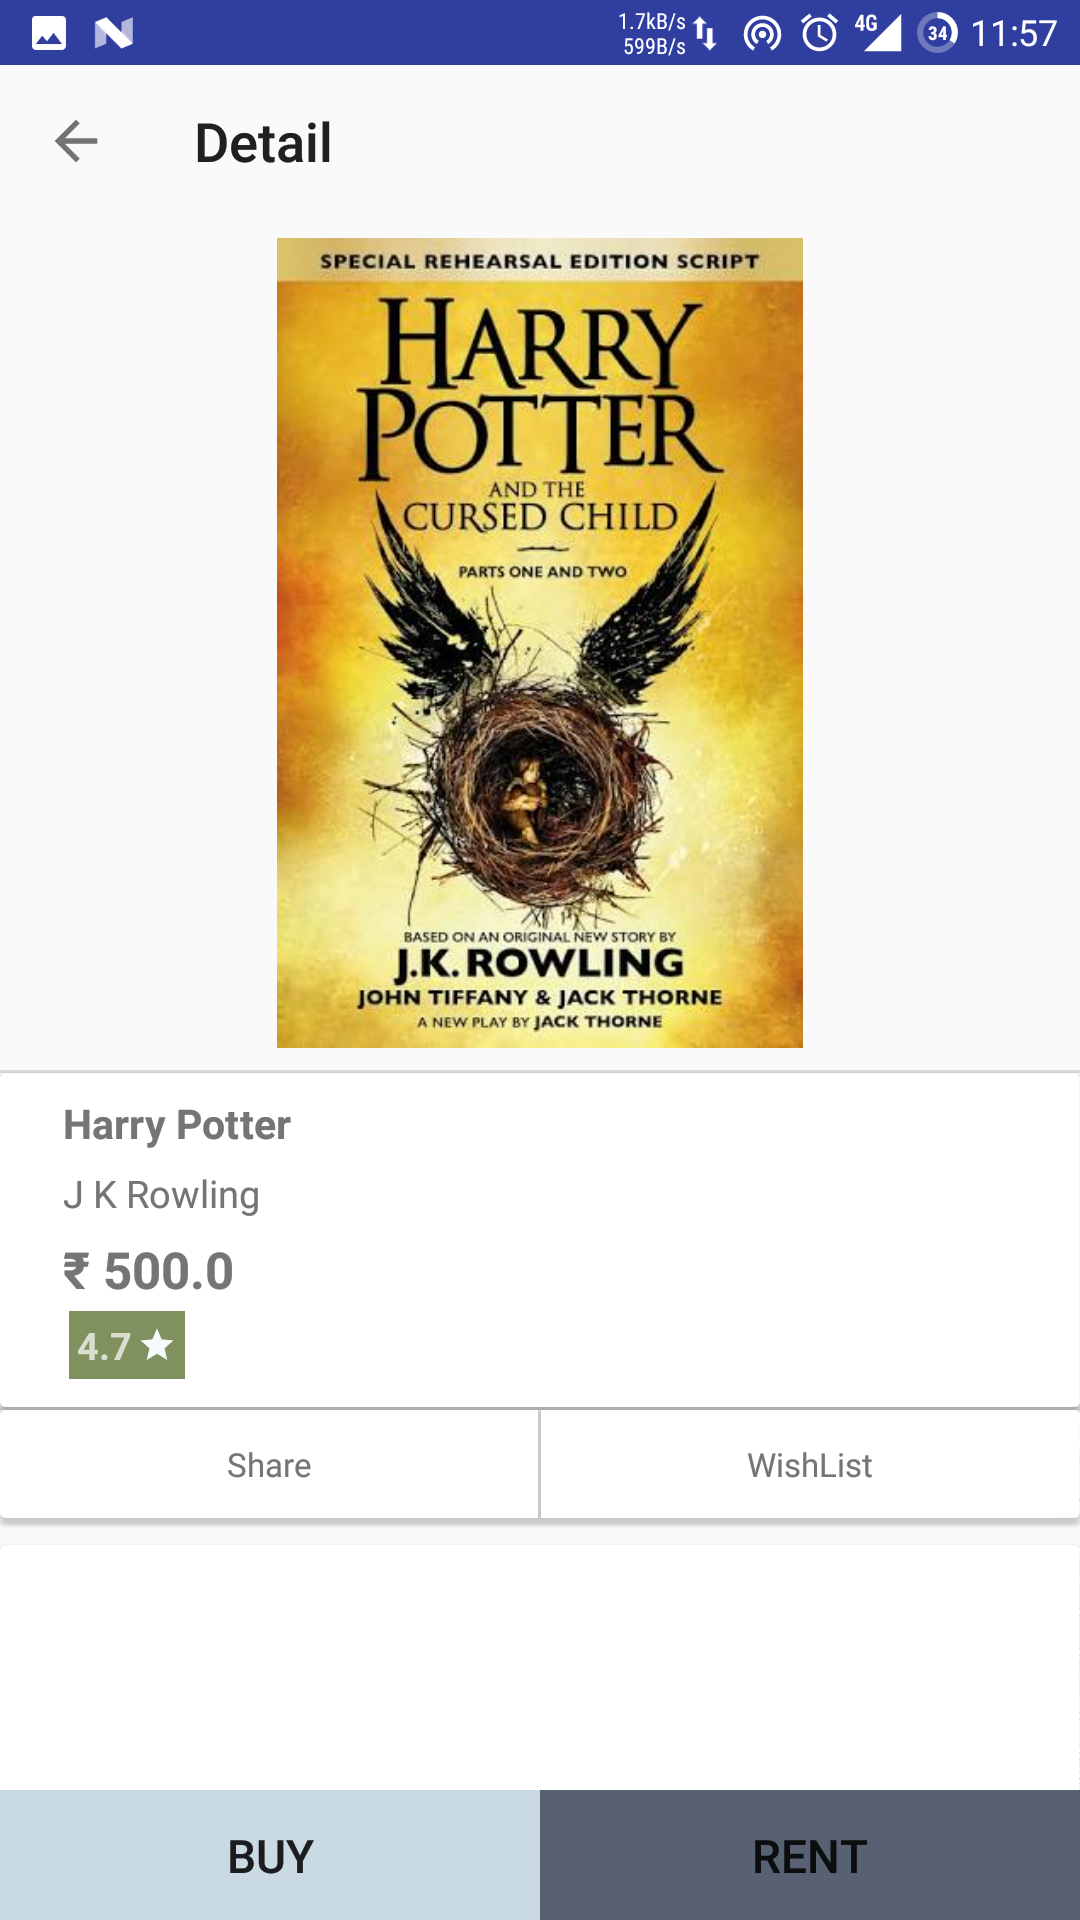 1.7kB/s
599B/s
4G
34
11:57
Detail
SPECIAL REHEARSAL EDITION SCRIPT
HARRY
POTTER
AND THE
CURSED CHILD
PARTS ONE AND TWO
BASED ON AN ORIGINAL NEW STORY BY
J.K. ROWLING
JOHN TIFFANY & JACK THORNE
A NEW PLAY BY JACK THORNE
Harry Potter
J K Rowling
₹ 500.0
4.7
Share
WishList
BUY
RENT